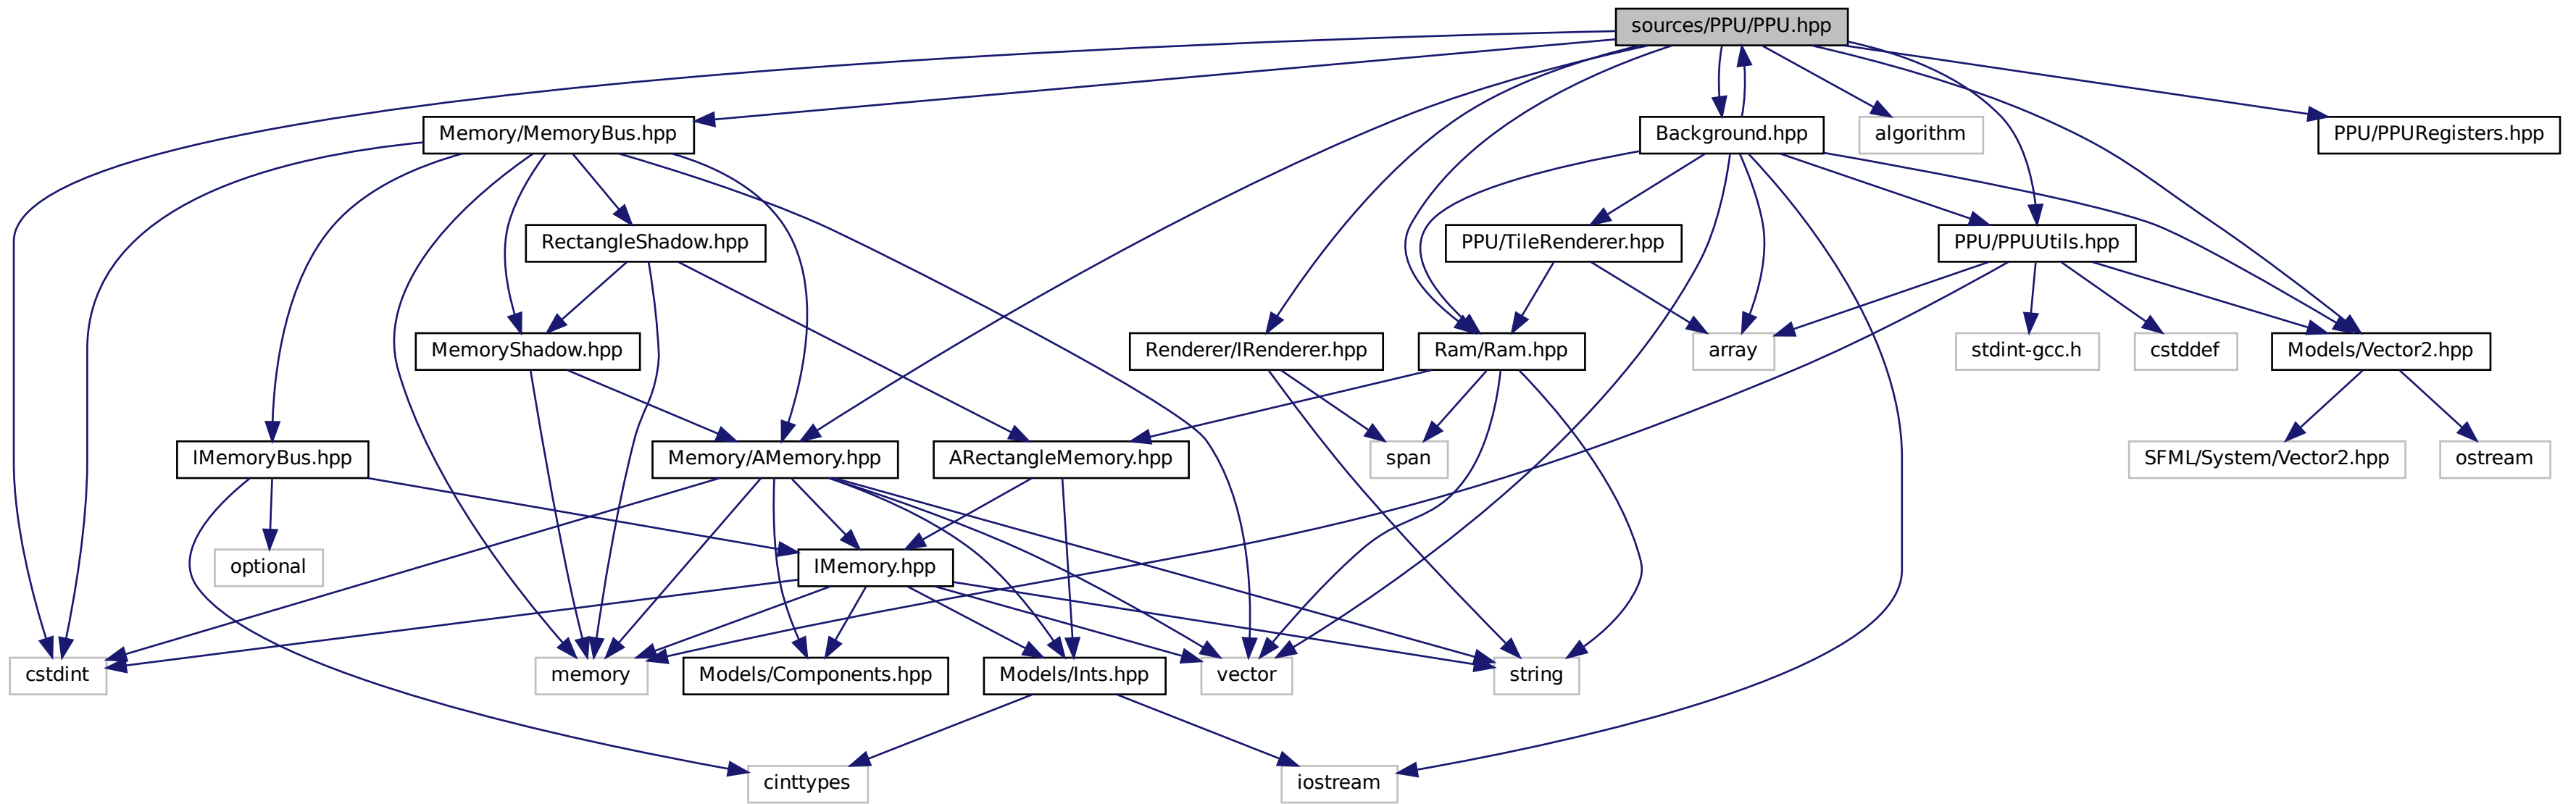 sources/PPU/PPU.hpp
Memory/MemoryBus.hpp
Background.hpp
algorithm
PPU/PPURegisters.hpp
RectangleShadow.hpp
PPU/TileRenderer.hpp
PPU/PPUUtils.hpp
MemoryShadow.hpp
Renderer/IRenderer.hpp
Ram/Ram.hpp
array
stdint-gcc.h
cstddef
Models/Vector2.hpp
IMemoryBus.hpp
Memory/AMemory.hpp
ARectangleMemory.hpp
span
SFML/System/Vector2.hpp
ostream
optional
IMemory.hpp
cstdint
memory
Models/Components.hpp
Models/Ints.hpp
vector
string
cinttypes
iostream